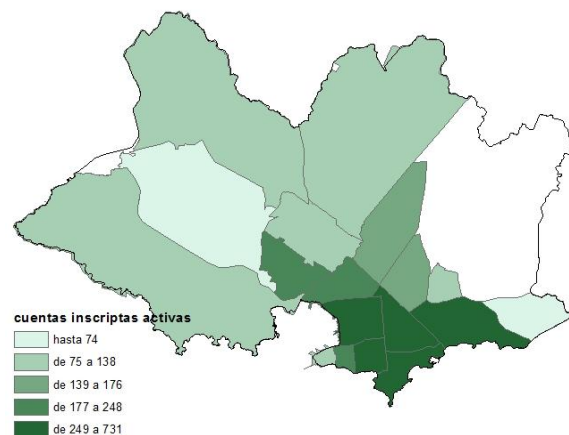 cuentas inscriptas activas
hasta 74
de 75 a 138
de 139 a 176
de 177 a 248
de 249 a 731